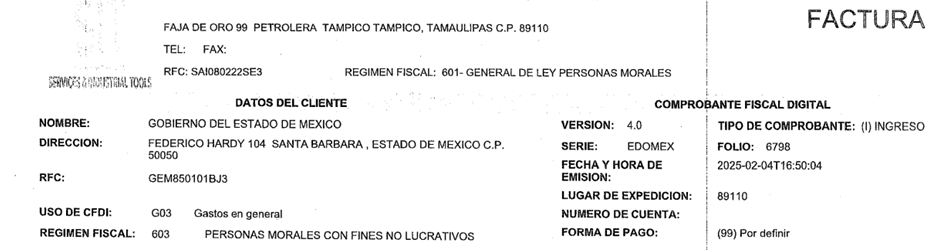 FACTURA
FAJA DE ORO 99 PETROLERA TAMPICO TAMPICO, TAMAULIPAS C.P. 89110
TEL: FAX:
RFC: SAI080222SE3 REGIMEN FISCAL: 601- GENERAL DE LEY PERSONAS MORALES
SERVICES & INDUSTRIAL TOOLS
DATOS DEL CLIENTE
NOMBRE: GOBIERNO DEL ESTADO DE MEXICO
DIRECCION: FEDERICO HARDY 104 SANTA BARBARA , ESTADO DE MEXICO C.P.
50050
RFC: GEM850101BJ3
USO DE CFDI: G03 Gastos en general
REGIMEN FISCAL: 603 PERSONAS MORALES CON FINES NO LUCRATIVOS
COMPROBANTE FISCAL DIGITAL
VERSION: 4.0 TIPO DE COMPROBANTE: (I) INGRESO
SERIE: EDOMEX FOLIO: 6798
FECHA Y HORA DE 2025-02-04T16:50:04
EMISION:
LUGAR DE EXPEDICION: 89110
NUMERO DE CUENTA:
FORMA DE PAGO: (99) Por definir